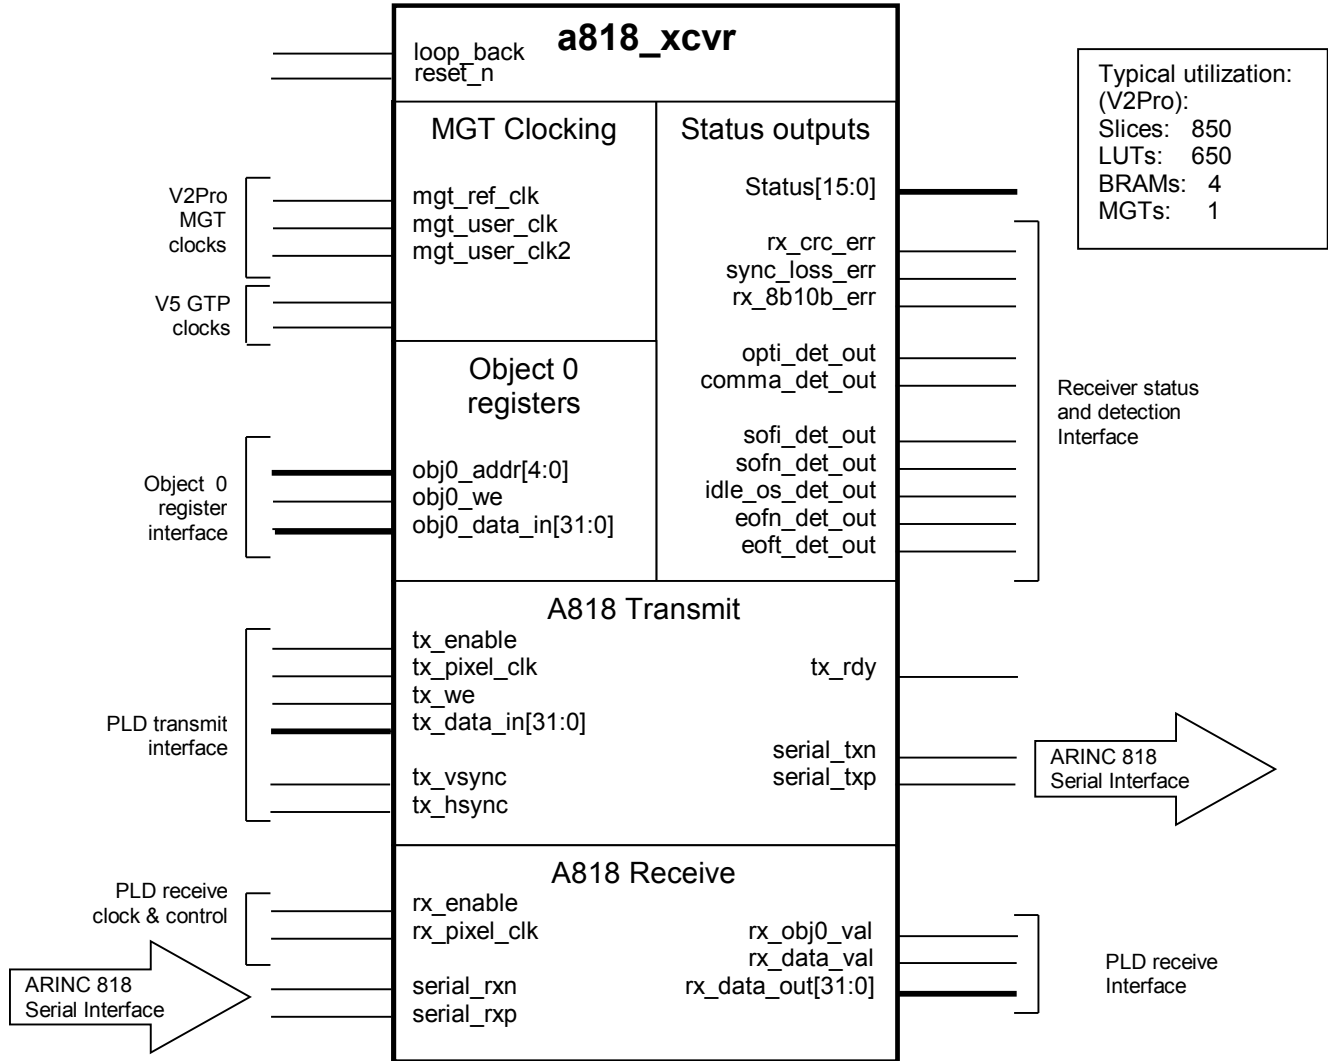 a818_xcvr
loop_back
reset_n
Typical utilization:
(V2Pro):
Slices: 850
LUTs: 650
BRAMs: 4
MGTs: 1
MGT Clocking
V2Pro
MGT
clocks
mgt_ref_clk
mgt_user_clk
mgt_user_clk2
V5 GTP
clocks
Status outputs
Status[15:0]
rx_crc_err
sync_loss_err
rx_8b10b_err
opti_det_out
comma_det_out
sofi_det_out
sofn_det_out
idle_os_det_out
eofn_det_out
eoft_det_out
Receiver status
and detection
Interface
Object 0
registers
Object 0
register
interface
obj0_addr[4:0]
obj0_we
obj0_data_in[31:0]
A818 Transmit
PLD transmit
interface
tx_enable
tx_pixel_clk
tx_we
tx_data_in[31:0]
tx_vsync
tx_hsync
tx_rdy
serial_txn
serial_txp
ARINC 818
Serial Interface
A818 Receive
PLD receive
clock & control
rx_enable
rx_pixel_clk
ARINC 818
Serial Interface
serial_rxn
serial_rxp
rx_obj0_val
rx_data_val
rx_data_out[31:0]
PLD receive
Interface